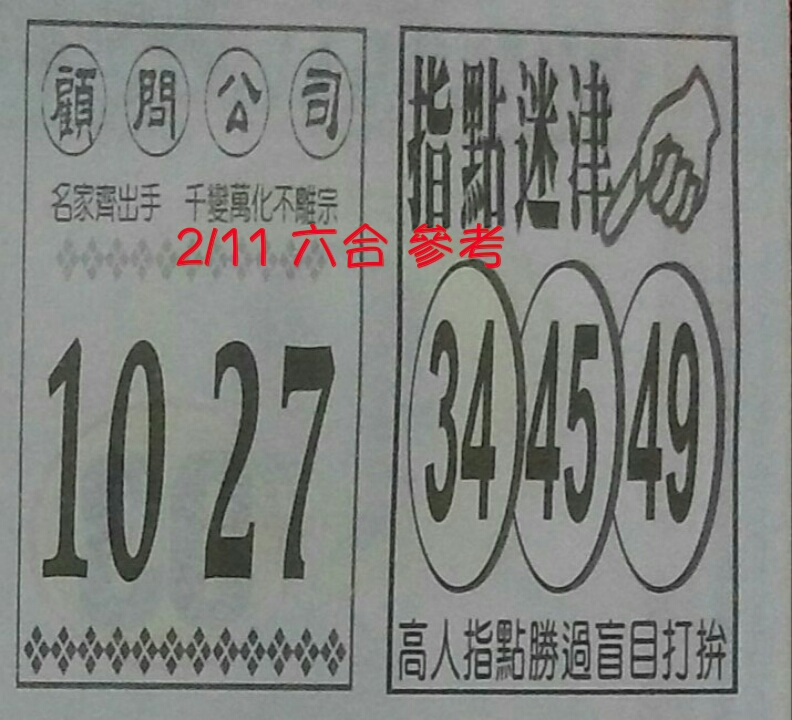 顧問公司
名家齊出手 千變萬化不離宗
10 27
2/11 六合 參考
指點迷津
34 45 49
高人指點勝過盲目打拚